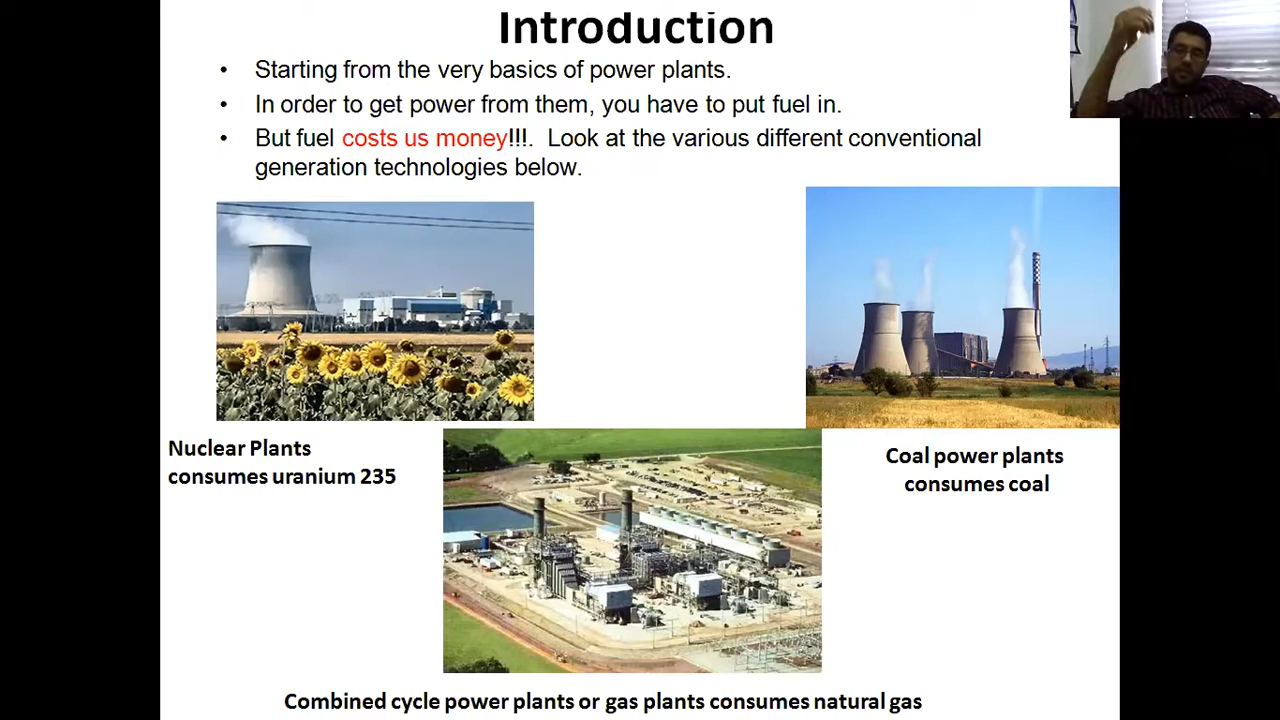 Introduction
• Starting from the very basics of power plants.
• In order to get power from them, you have to put fuel in.
• But fuel costs us money!!!. Look at the various different conventional
generation technologies below.
Nuclear Plants
consumes uranium 235
Coal power plants
consumes coal
Combined cycle power plants or gas plants consumes natural gas